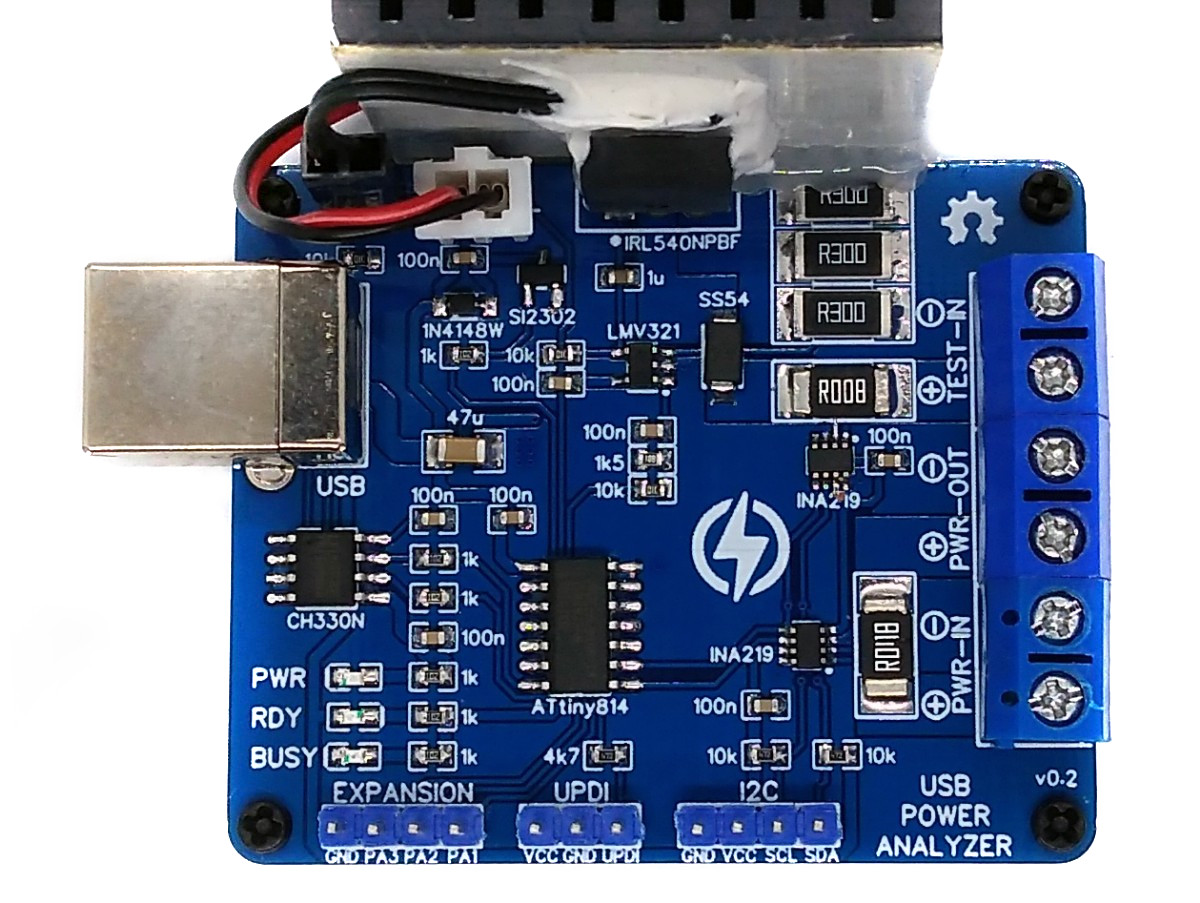 R300
IRL540NPBF
R300
100n
1u
SS54
1N4148W
SI2302
R300
TEST-IN
1k
10k
LMV321
100n
R008
47u
100n
100n
1k5
10k
INA219
PWR-OUT
USB
100n
100n
1k
1k
CH330N
100n
INA219
PWR-IN
PWR
1k
100n
ATtiny814
RDY
1k
BUSY
1k
4k7
10k
10k
v0.2
EXPANSION
UPDI
I2C
USB
POWER
ANALYZER
GND PA3 PA2 PA1
VCC GND UPDI
GND VCC SCL SDA